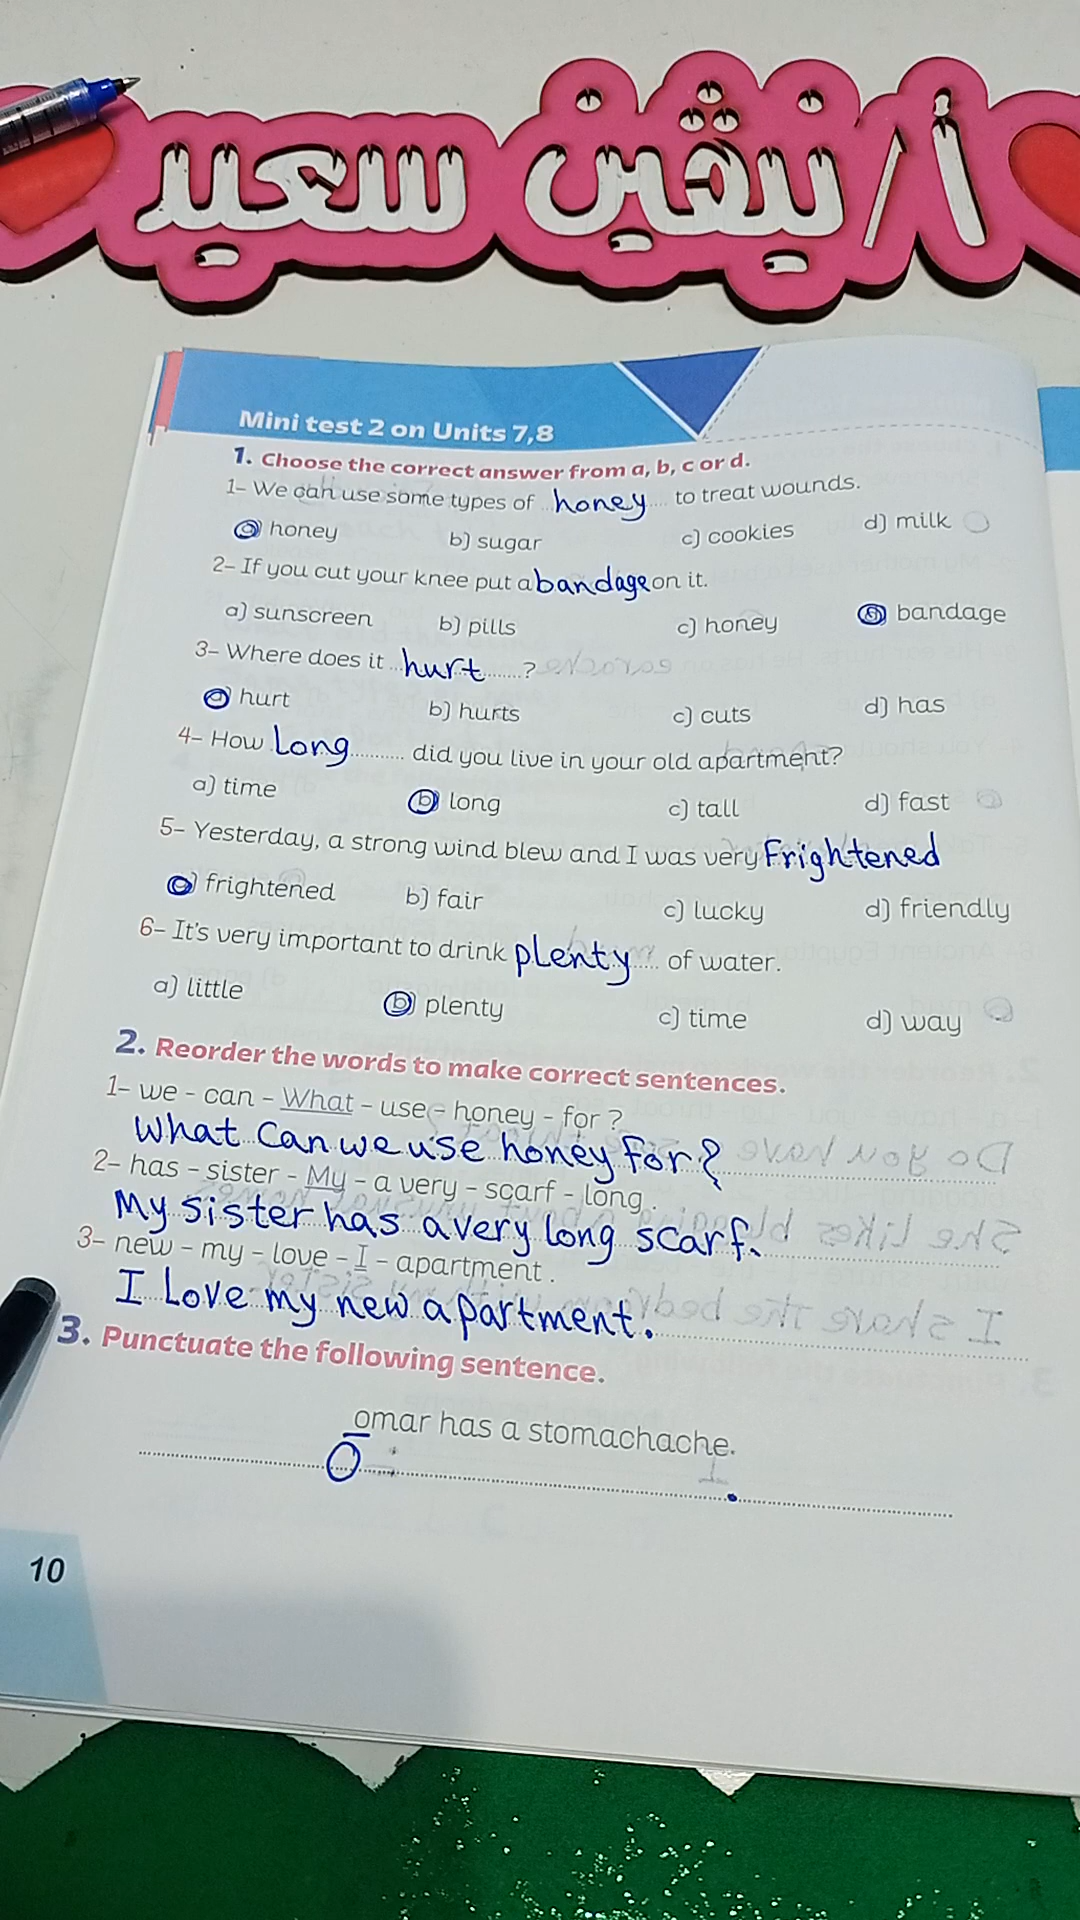 أ/نيڤين سعيد
Mini test 2 on Units 7,8
1. Choose the correct answer from a, b, c or d.
1- We can use some types of honey to treat wounds.
a) honey b) sugar c) cookies d) milk
2- If you cut your knee put a bandage on it.
a) sunscreen b) pills c) honey d) bandage
3- Where does it hurt ?
a) hurt b) hurts c) cuts d) has
4- How Long did you live in your old apartment?
a) time b) long c) tall d) fast
5- Yesterday, a strong wind blew and I was very Frightened
a) frightened b) fair c) lucky d) friendly
6- It's very important to drink plenty of water.
a) little b) plenty c) time d) way
2. Reorder the words to make correct sentences.
1- we - can - What - use - honey - for ?
What can we use honey for?
2- has - sister - My - a very - scarf - long .
My sister has a very long scarf.
3- new - my - love - I - apartment .
I Love my new apartment.
3. Punctuate the following sentence.
omar has a stomachache.
O .
10